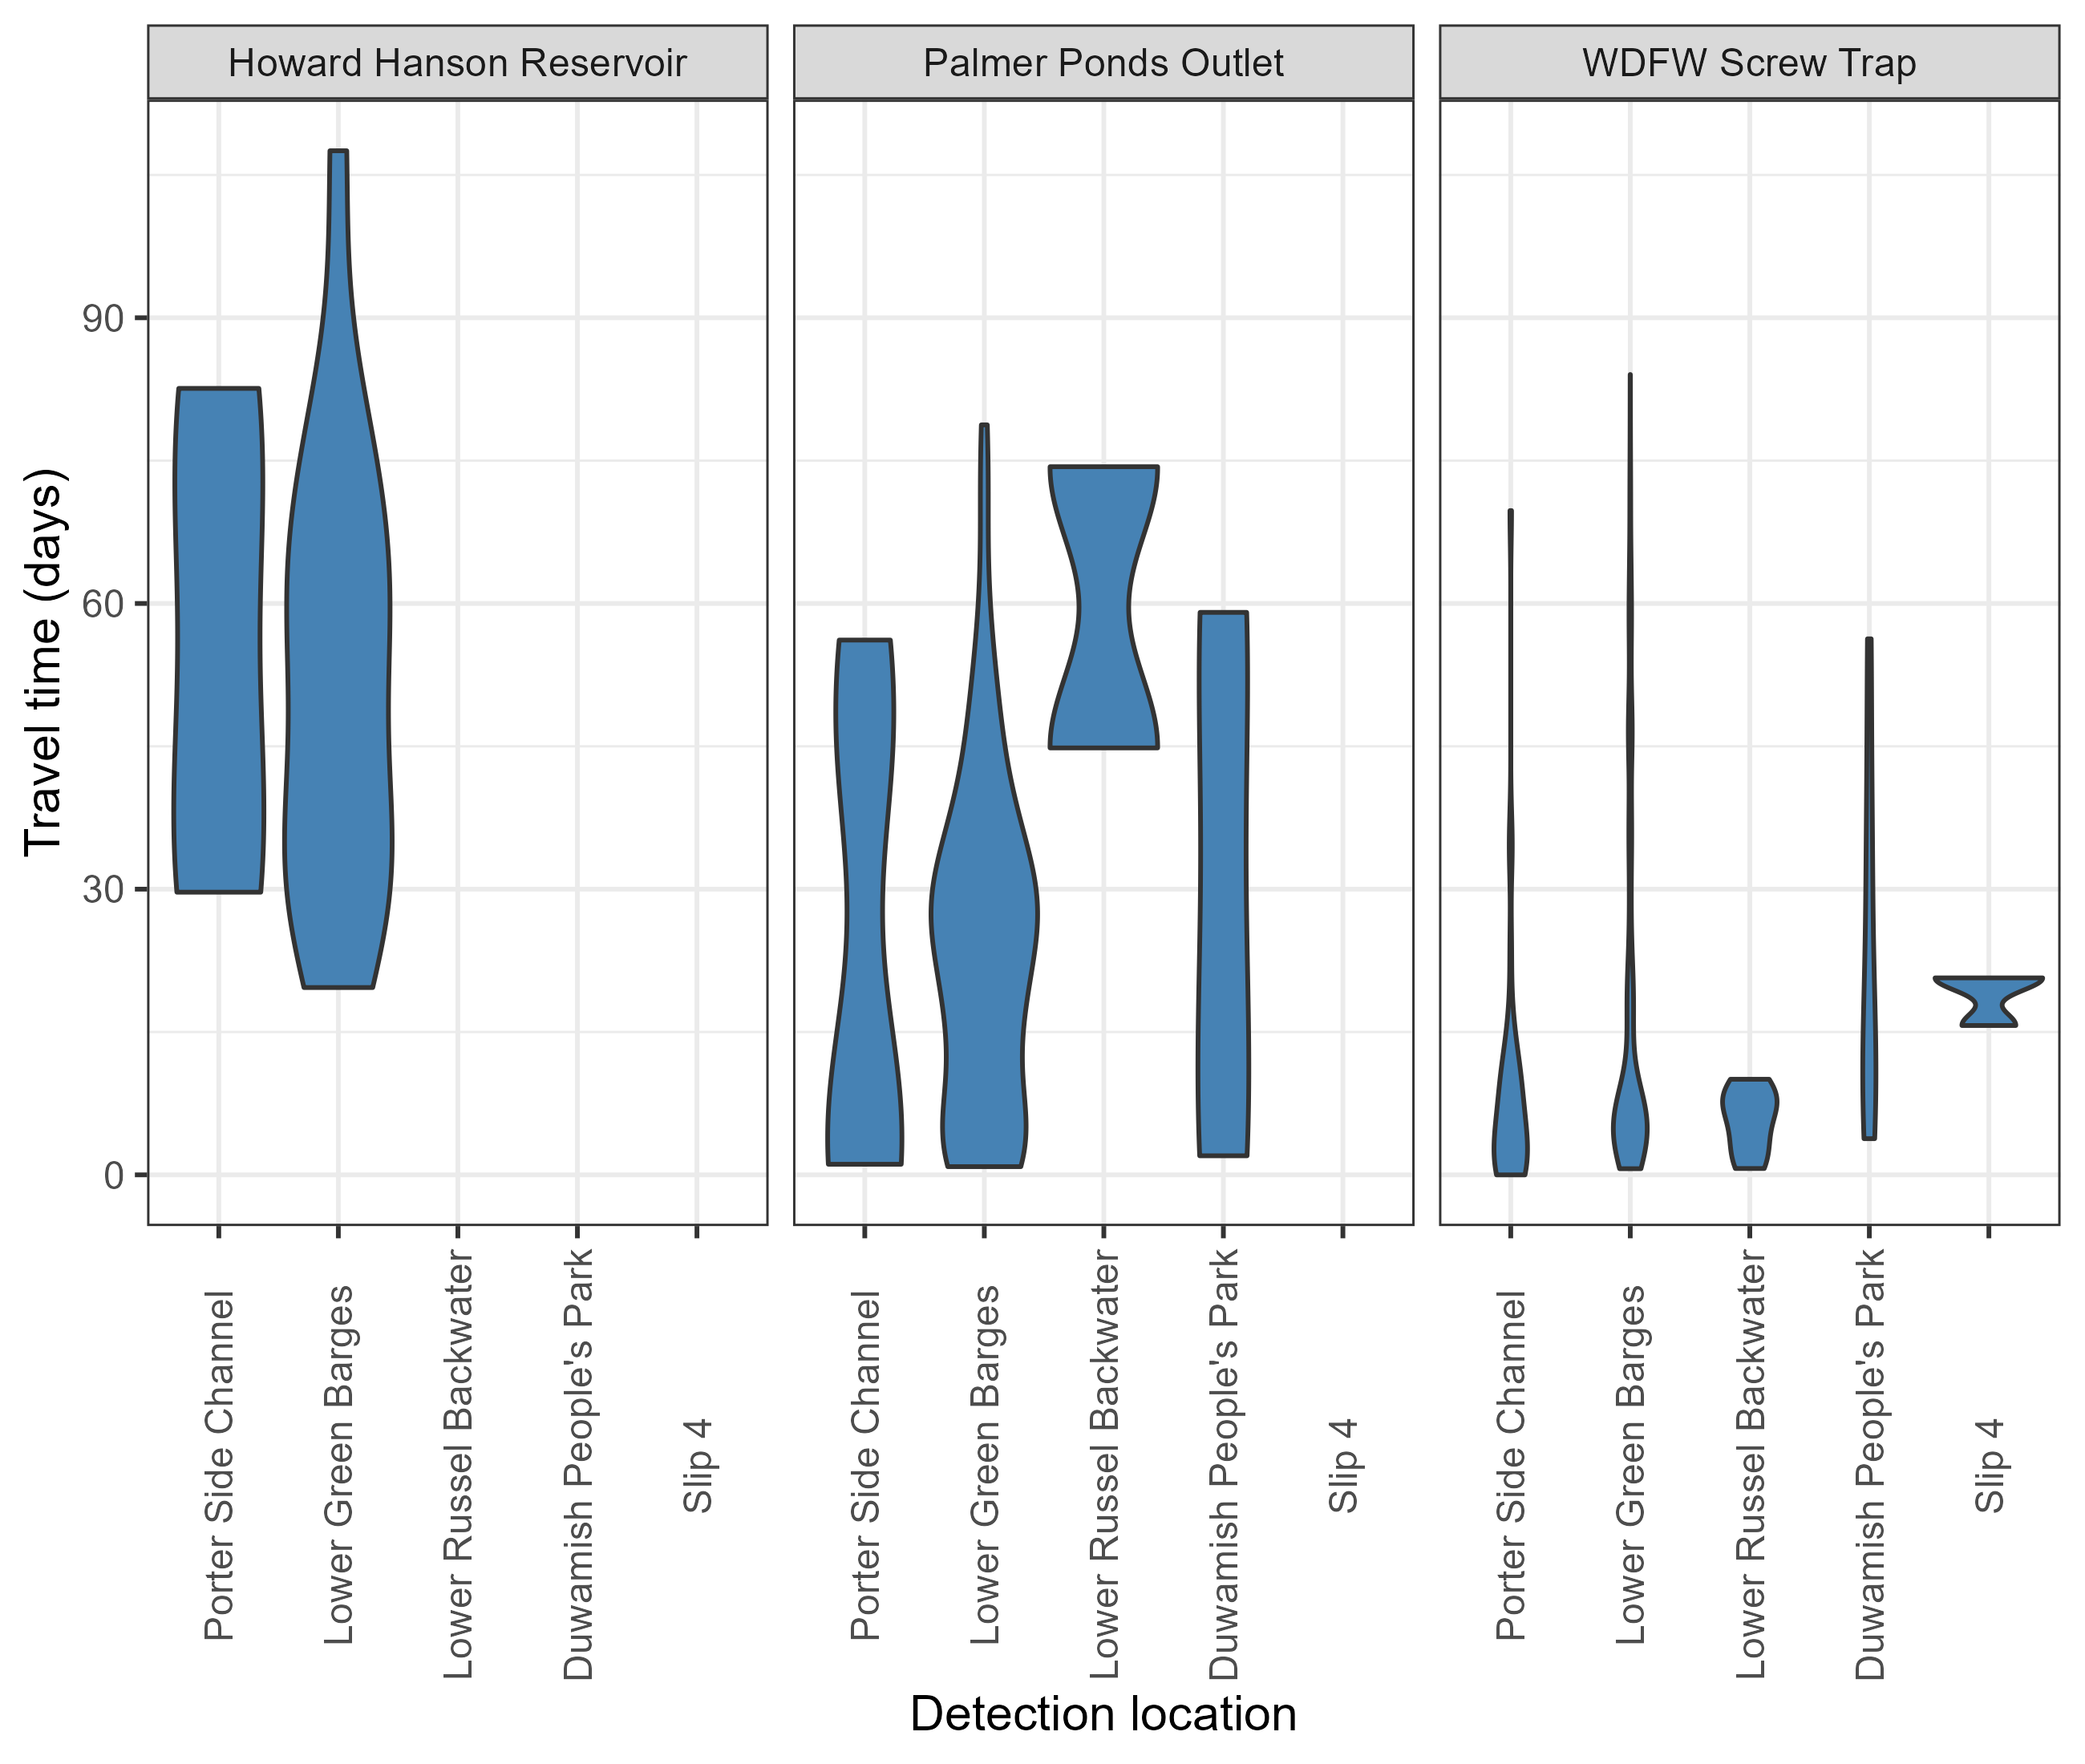 Howard Hanson Reservoir
Palmer Ponds Outlet
WDFW Screw Trap
Travel time (days)
90
60
30
0
Porter Side Channel
Lower Green Barges
Lower Russel Backwater
Duwamish People's Park
Slip 4
Porter Side Channel
Lower Green Barges
Lower Russel Backwater
Duwamish People's Park
Slip 4
Porter Side Channel
Lower Green Barges
Lower Russel Backwater
Duwamish People's Park
Slip 4
Detection location